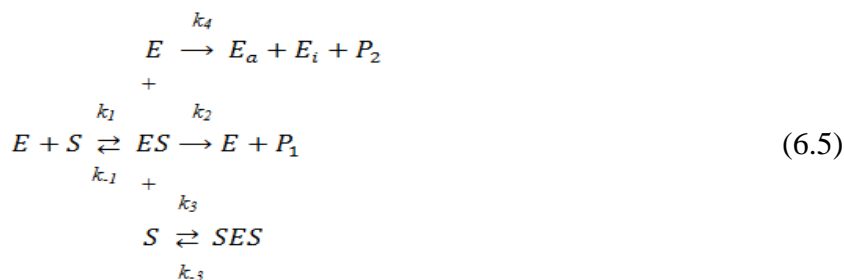 k₄
E ⟶ Eₐ + Eᵢ + P₂
+
k₁ k₂
E + S ⇄ ES ⟶ E + P₁ (6.5)
k₋₁
+
k₃
S ⇄ SES
k₋₃